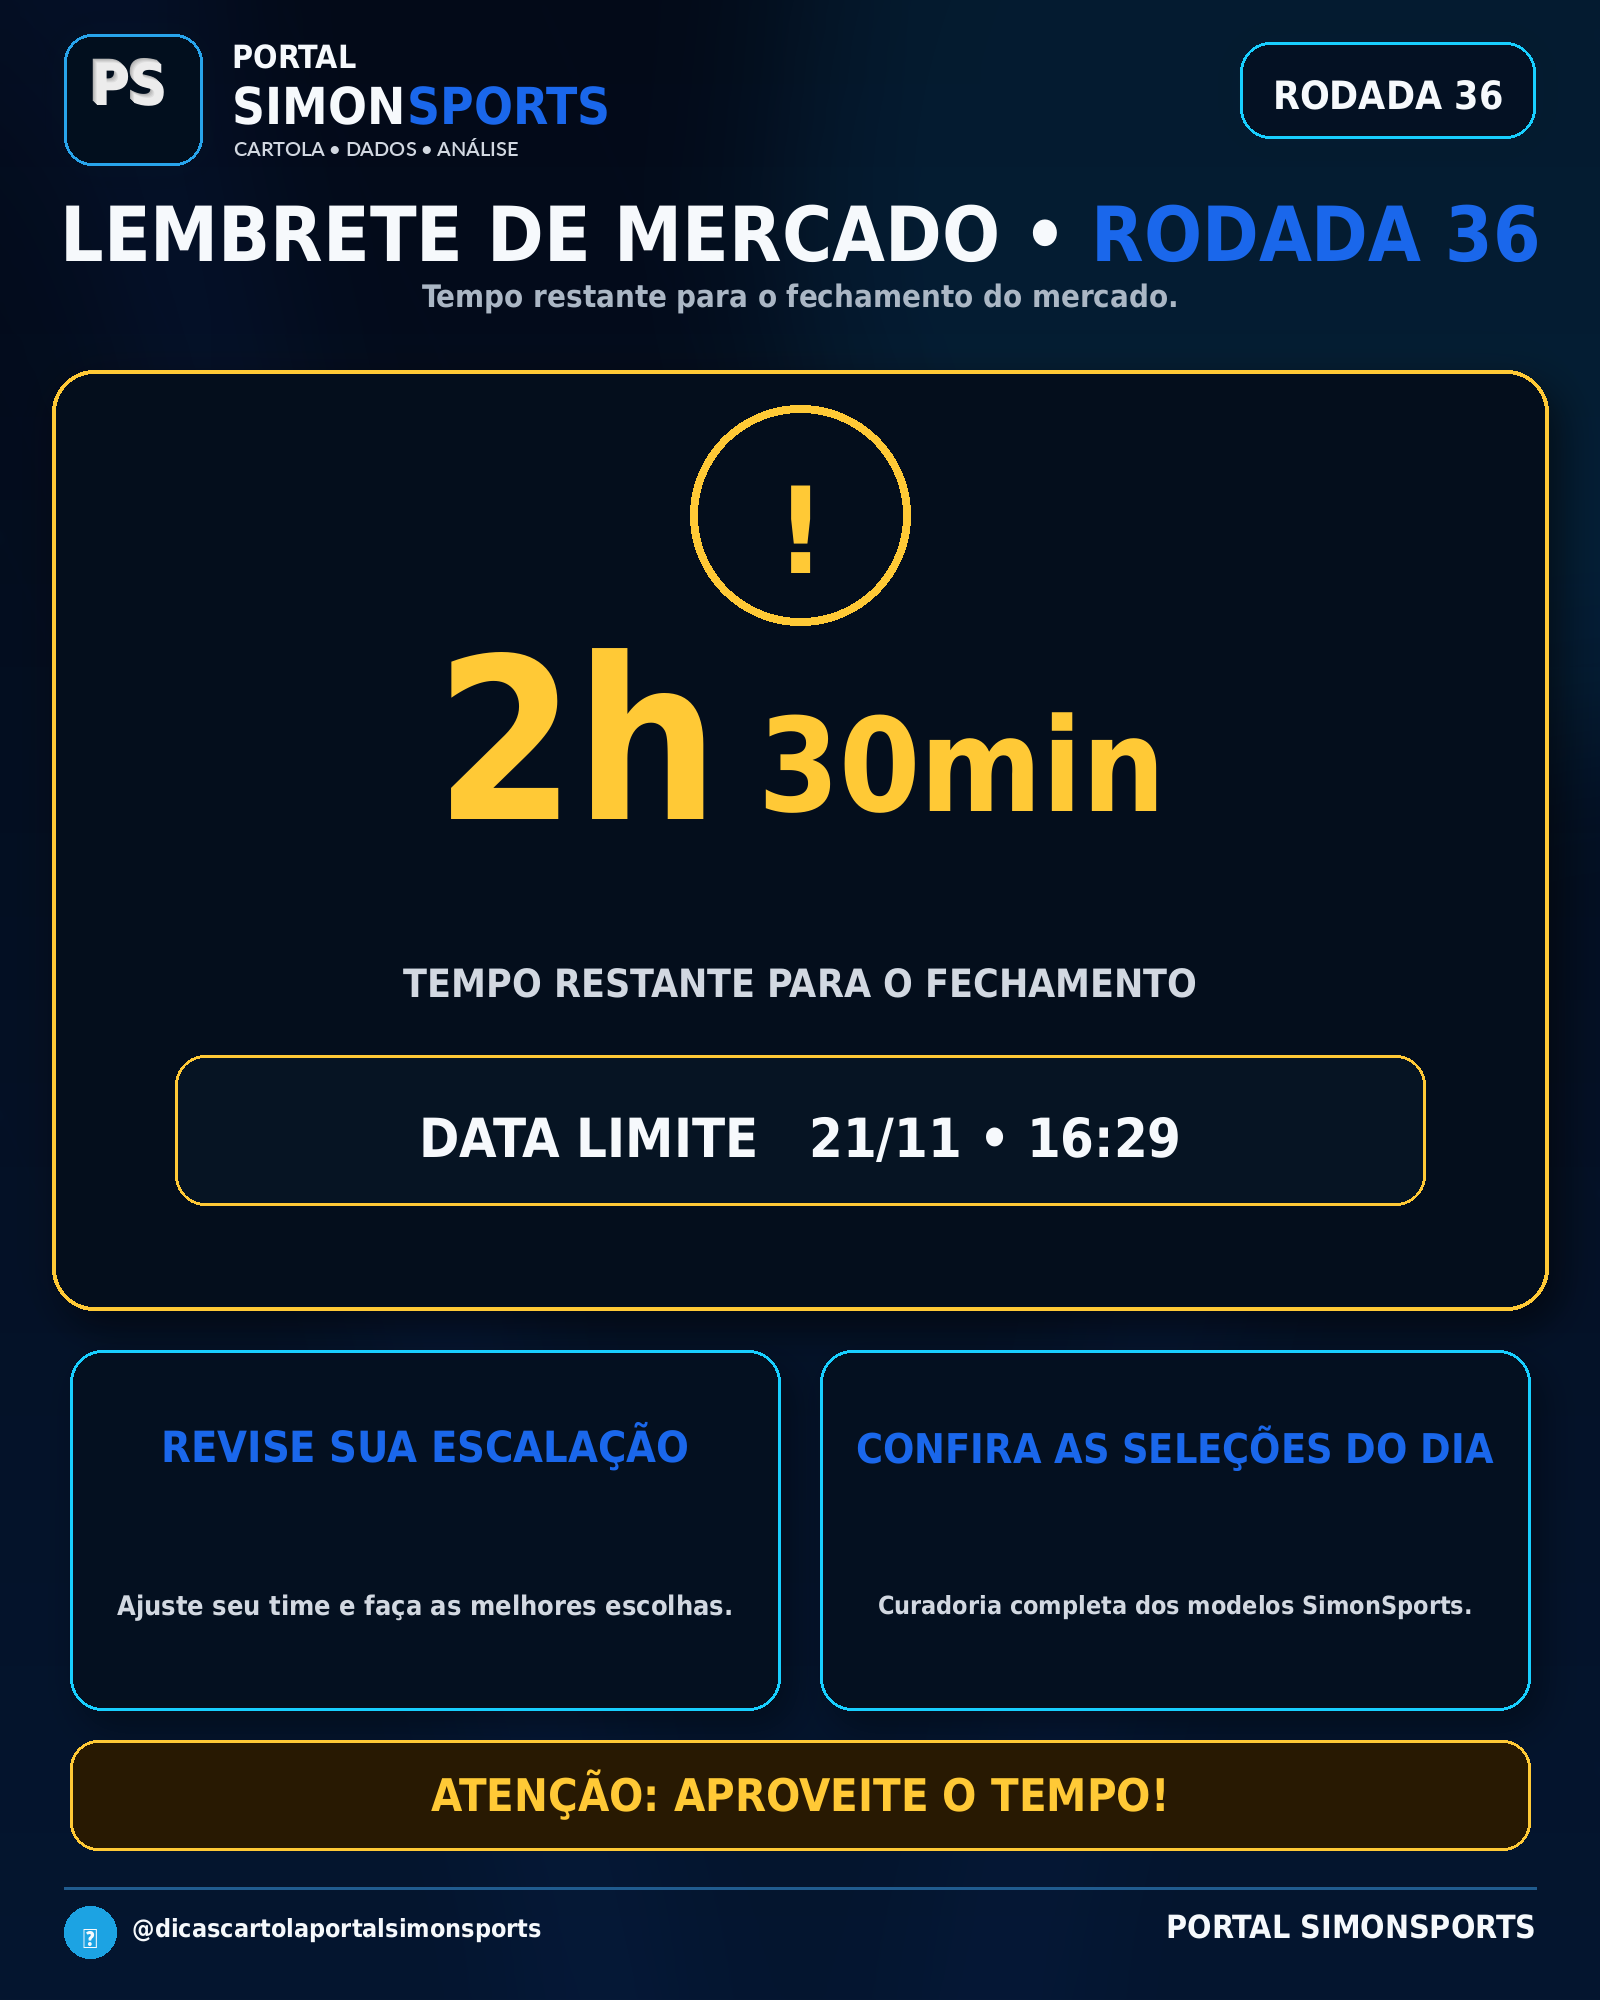 PS
PORTAL
SIMONSPORTS
CARTOLA • DADOS • ANÁLISE
RODADA 36
LEMBRETE DE MERCADO • RODADA 36
Tempo restante para o fechamento do mercado.
!
2h 30min
TEMPO RESTANTE PARA O FECHAMENTO
DATA LIMITE 21/11 • 16:29
REVISE SUA ESCALAÇÃO
Ajuste seu time e faça as melhores escolhas.
CONFIRA AS SELEÇÕES DO DIA
Curadoria completa dos modelos SimonSports.
ATENÇÃO: APROVEITE O TEMPO!
@dicascartolaportalsimonsports
PORTAL SIMONSPORTS